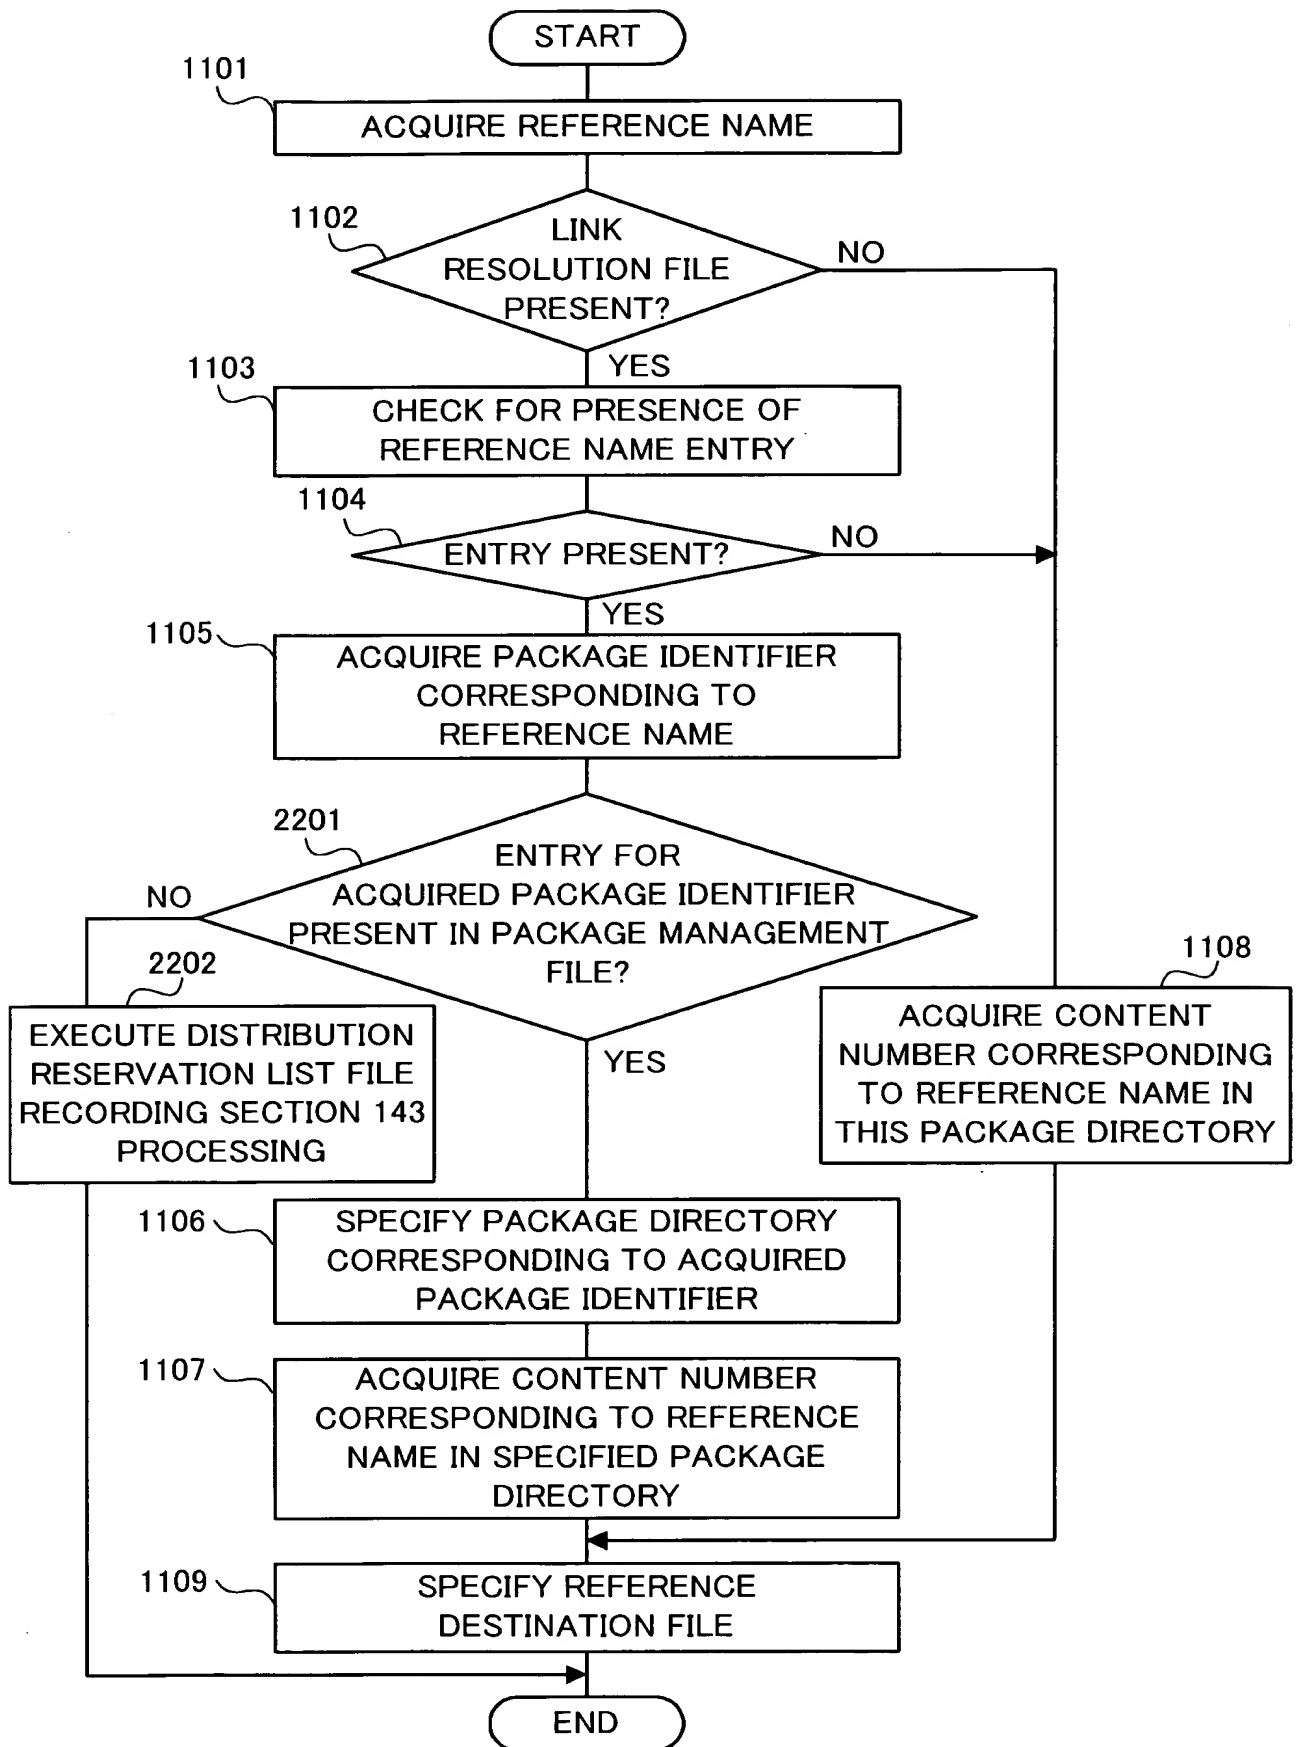 START
1101
ACQUIRE REFERENCE NAME
1102
LINK
RESOLUTION FILE
PRESENT?
NO
YES
1103
CHECK FOR PRESENCE OF
REFERENCE NAME ENTRY
1104
ENTRY PRESENT?
NO
YES
1105
ACQUIRE PACKAGE IDENTIFIER
CORRESPONDING TO
REFERENCE NAME
2201
ENTRY FOR
ACQUIRED PACKAGE IDENTIFIER
PRESENT IN PACKAGE MANAGEMENT
FILE?
NO
YES
2202
EXECUTE DISTRIBUTION
RESERVATION LIST FILE
RECORDING SECTION 143
PROCESSING
1108
ACQUIRE CONTENT
NUMBER CORRESPONDING
TO REFERENCE NAME IN
THIS PACKAGE DIRECTORY
1106
SPECIFY PACKAGE DIRECTORY
CORRESPONDING TO ACQUIRED
PACKAGE IDENTIFIER
1107
ACQUIRE CONTENT NUMBER
CORRESPONDING TO REFERENCE
NAME IN SPECIFIED PACKAGE
DIRECTORY
1109
SPECIFY REFERENCE
DESTINATION FILE
END